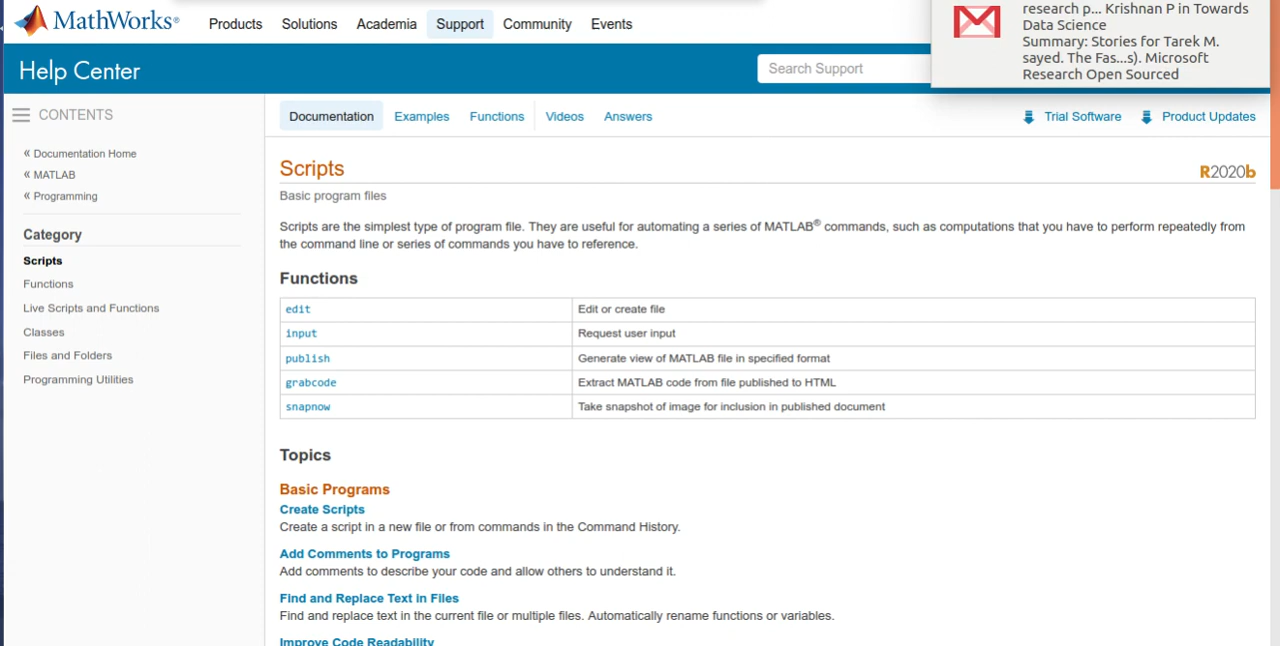 MathWorks®
Products Solutions Academia Support Community Events
research p... Krishnan P in Towards
Data Science
Summary: Stories for Tarek M.
sayed. The Fas...s). Microsoft
Research Open Sourced
Help Center
Search Support
CONTENTS
« Documentation Home
« MATLAB
« Programming
Category
Scripts
Functions
Live Scripts and Functions
Classes
Files and Folders
Programming Utilities
Documentation Examples Functions Videos Answers
Trial Software Product Updates
Scripts
R2020b
Basic program files
Scripts are the simplest type of program file. They are useful for automating a series of MATLAB® commands, such as computations that you have to perform repeatedly from
the command line or series of commands you have to reference.
Functions
edit Edit or create file
input Request user input
publish Generate view of MATLAB file in specified format
grabcode Extract MATLAB code from file published to HTML
snapnow Take snapshot of image for inclusion in published document
Topics
Basic Programs
Create Scripts
Create a script in a new file or from commands in the Command History.
Add Comments to Programs
Add comments to describe your code and allow others to understand it.
Find and Replace Text in Files
Find and replace text in the current file or multiple files. Automatically rename functions or variables.
Improve Code Readability